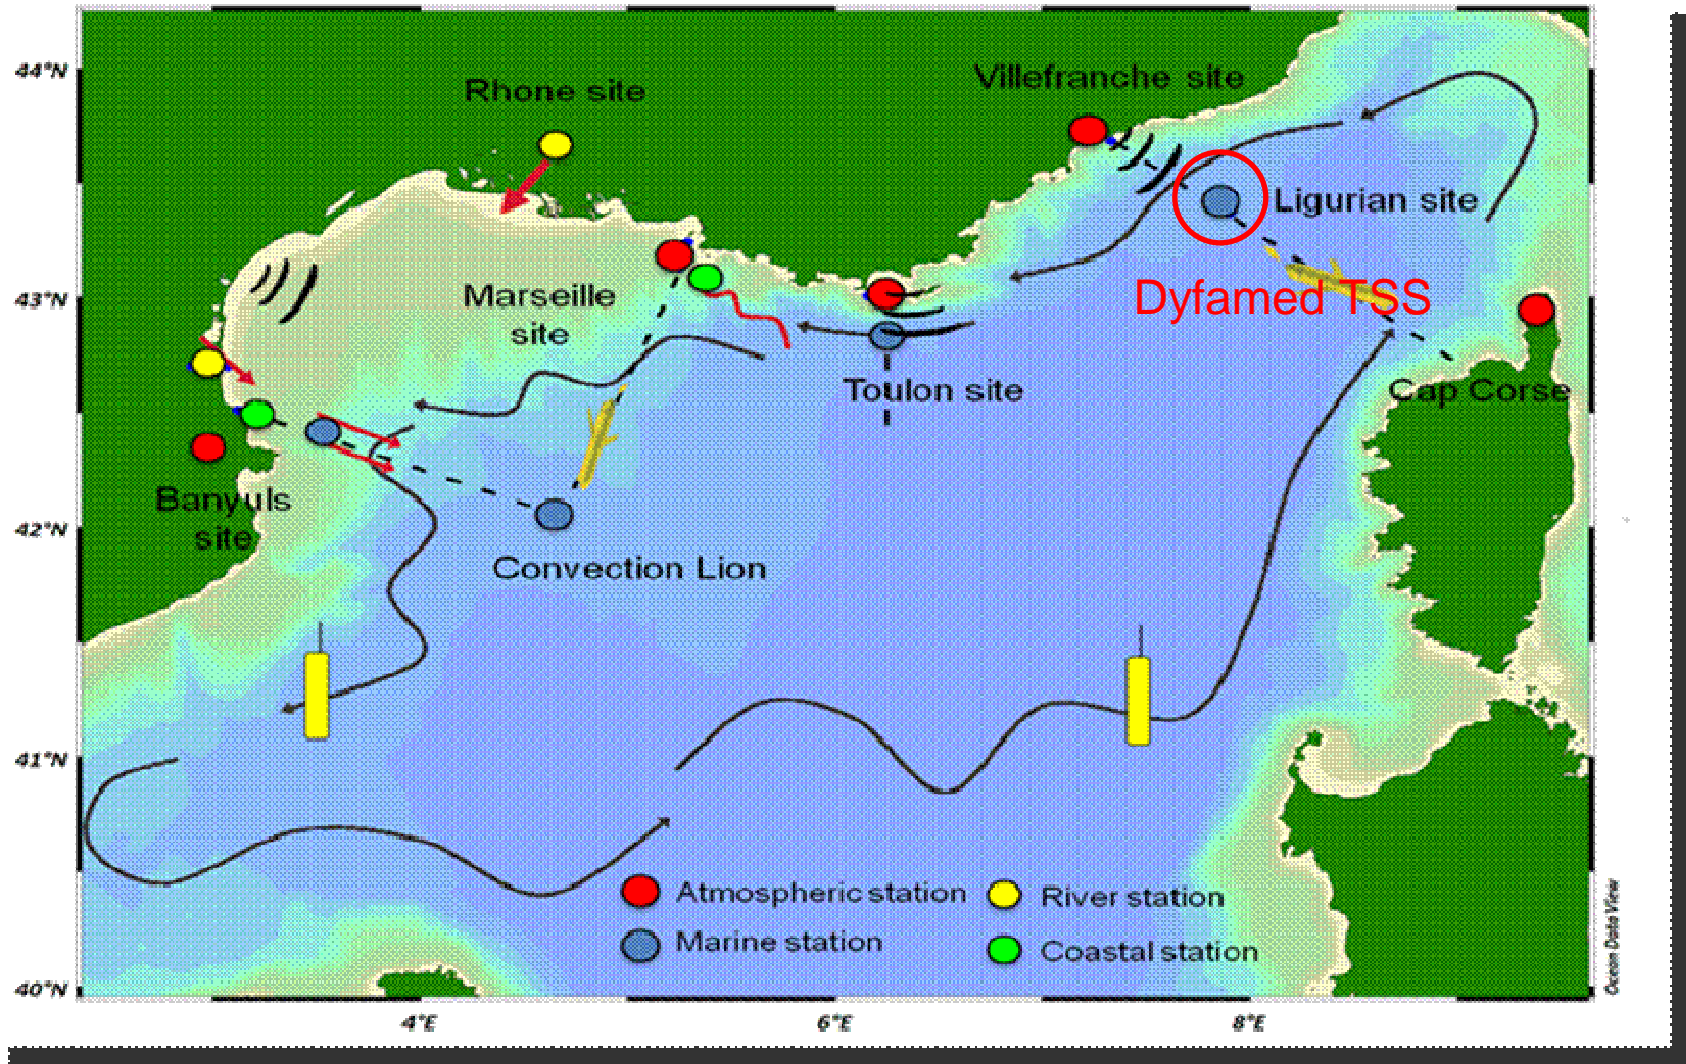 44°N
Rhone site
Villefranche site
Ligurian site
43°N
Marseille
site
Dyfamed TSS
Toulon site
Cap Corse
Banyuls
site
42°N
Convection Lion
41°N
Atmospheric station
River station
Marine station
Coastal station
40°N
4°E
6°E
8°E
Ocean Data View